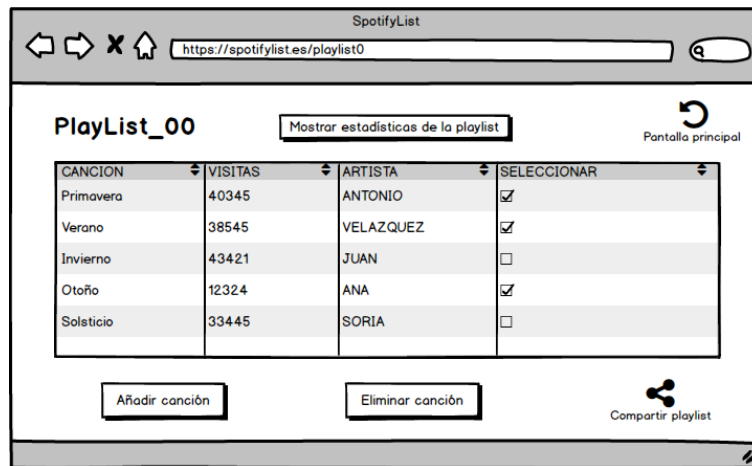 SpotifyList
https://spotifylist.es/playlist0
PlayList_00
Mostrar estadísticas de la playlist
Pantalla principal
CANCION VISITAS ARTISTA SELECCIONAR
Primavera 40345 ANTONIO
Verano 38545 VELAZQUEZ
Invierno 43421 JUAN
Otoño 12324 ANA
Solsticio 33445 SORIA
Añadir canción Eliminar canción
Compartir playlist